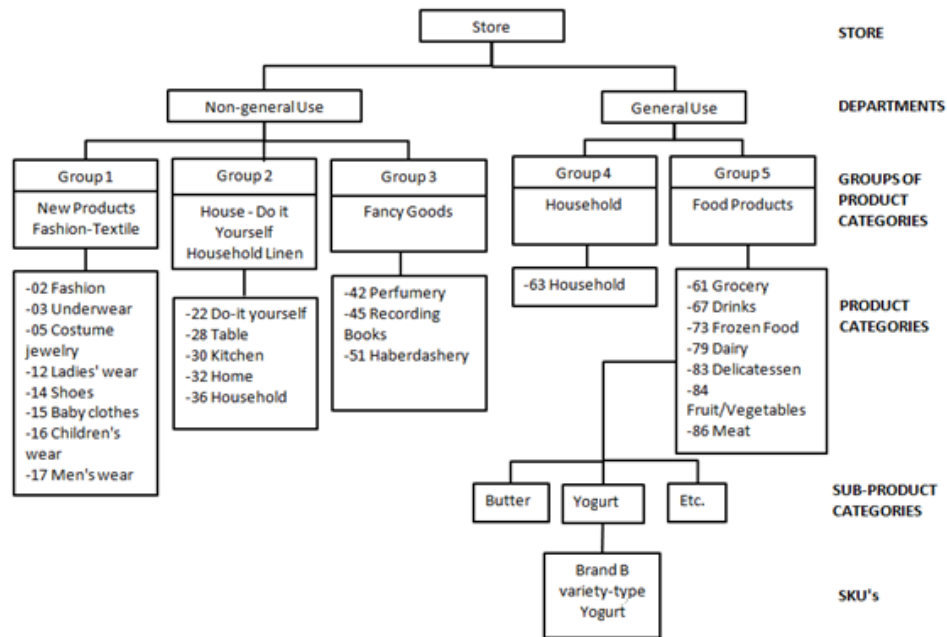 Store
STORE
Non-general Use
General Use
DEPARTMENTS
Group 1
New Products
Fashion-Textile
Group 2
House - Do it
Yourself
Household Linen
Group 3
Fancy Goods
Group 4
Household
Group 5
Food Products
GROUPS OF
PRODUCT
CATEGORIES
-02 Fashion
-03 Underwear
-05 Costume
jewelry
-12 Ladies' wear
-14 Shoes
-15 Baby clothes
-16 Children's
wear
-17 Men's wear
-22 Do-it yourself
-28 Table
-30 Kitchen
-32 Home
-36 Household
-42 Perfumery
-45 Recording
Books
-51 Haberdashery
-63 Household
-61 Grocery
-67 Drinks
-73 Frozen Food
-79 Dairy
-83 Delicatessen
-84
Fruit/Vegetables
-86 Meat
PRODUCT
CATEGORIES
Butter
Yogurt
Etc.
SUB-PRODUCT
CATEGORIES
Brand B
variety-type
Yogurt
SKU's